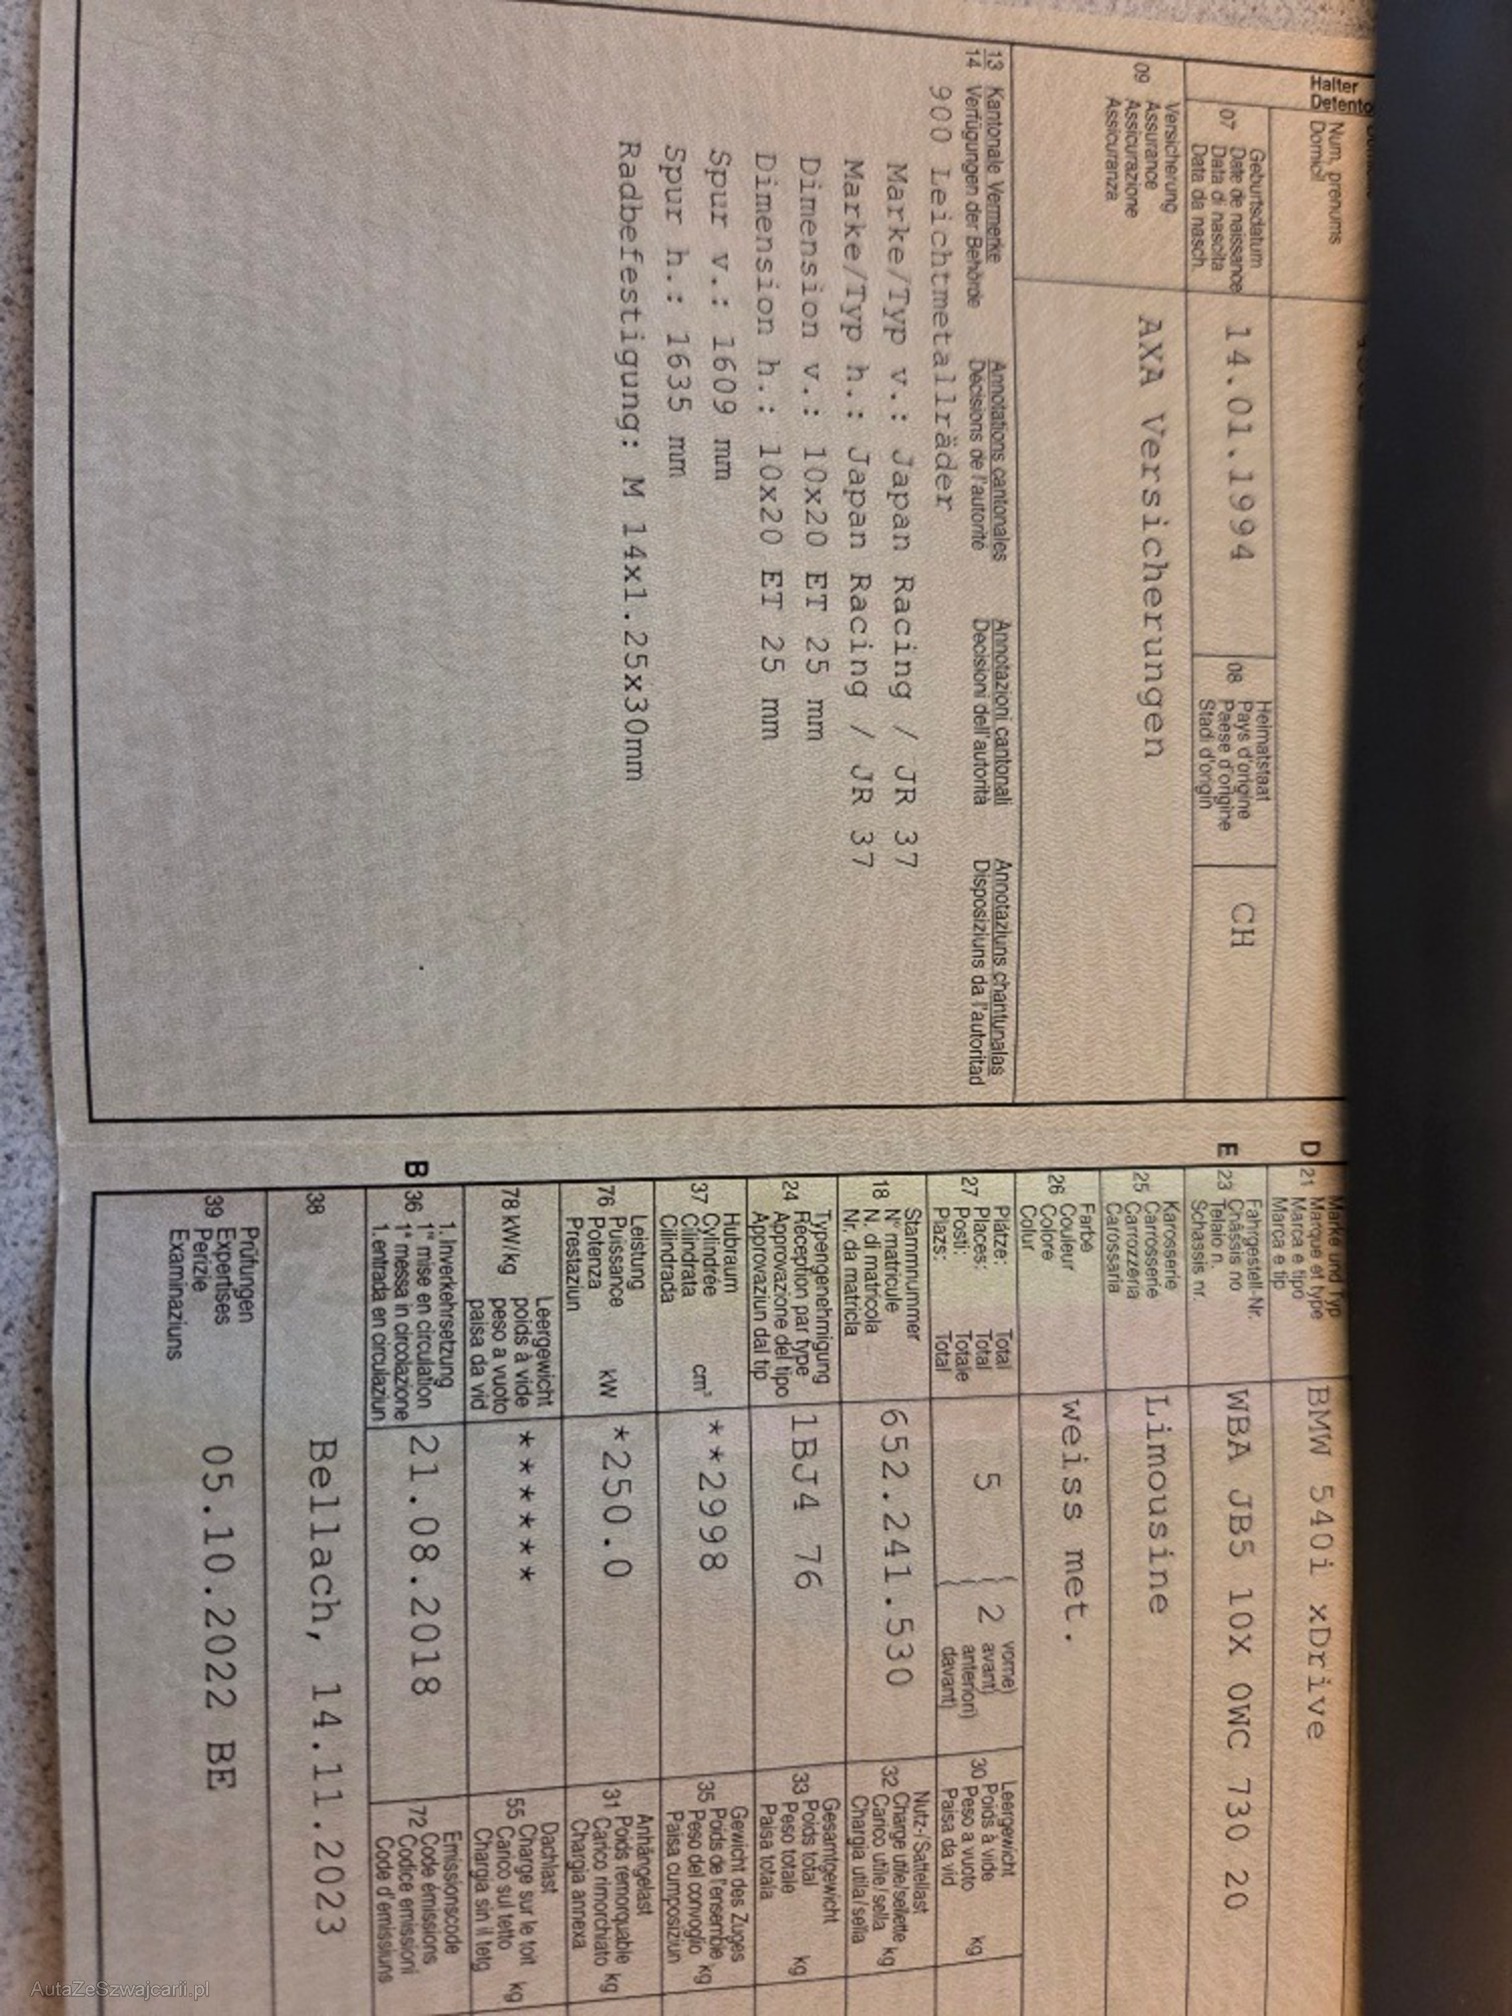 Halter
Detento
Num, prenums
Domicil
07 Geburtsdatum
Date de naissance
Data di nascita
Data da nasch.
14.01.1994
08 Heimatstaat
Pays d'origine
Paese d'origine
Stadi d'origin
CH
09 Versicherung
Assurance
Assicurazione
Assicuranza
AXA Versicherungen
13 Kantonale Vermerke Annotations cantonales Annotazioni cantonali Annotaziuns chantunalas
14 Verfügungen der Behörde Décisions de l'autorité Decisioni dell'autorità Disposiziuns da l'autoritad
900 Leichtmetallräder
Marke/Typ v.: Japan Racing / JR 37
Marke/Typ h.: Japan Racing / JR 37
Dimension v.: 10x20 ET 25 mm
Dimension h.: 10x20 ET 25 mm
Spur v.: 1609 mm
Spur h.: 1635 mm
Radbefestigung: M 14x1.25x30mm
D 21 Marke und Typ
Marque et type
Marca e tipo
Marca e tip
BMW 540i xDrive
E 23 Fahrgestell-Nr.
Châssis no
Telaio n.
Schassis nr.
WBA JB5 10X 0WC 730 20
25 Karosserie
Carrosserie
Carrozzeria
Carossaria
Limousine
26 Farbe
Couleur
Colore
Colur
weiss met.
27 Plätze: Total
Places: Total
Posti: Totale
Plazs: Total
5
2 vorne)
avant)
anteriori)
davant)
30 Leergewicht
Poids à vide
Peso a vuoto kg
Paisa da vid
18 Stammnummer
N° matricule
N. di matricola
Nr. da matricla
652.241.530
32 Nutz-/Sattellast
Charge utile/sellette kg
Carico utile/sella
Chargia utila/sella
24 Typengenehmigung
Réception par type
Approvazione del tipo
Approvaziun dal tip
1BJ4 76
33 Gesamtgewicht
Poids total kg
Peso totale
Paisa totala
37 Hubraum
Cylindrée cm³
Cilindrata
Cilindrada
**2998
35 Gewicht des Zuges
Poids de l'ensemble kg
Peso del convoglio
Paisa cumposiziun
76 Leistung
Puissance kW
Potenza
Prestaziun
*250.0
31 Anhängelast
Poids remorquable kg
Carico rimorchiato
Chargia annexa
78 kW/kg Leergewicht
poids à vide
peso a vuoto
paisa da vid
******
55 Dachlast
Charge sur le toit kg
Carico sul tetto
Chargia sin il tetg
B 36 1. Inverkehrsetzung
1re mise en circulation
1a messa in circolazione
1. entrada en circulaziun
21.08.2018
72 Emissionscode
Code émissions
Codice emissioni
Code d'emissiuns
38 Bellach, 14.11.2023
39 Prüfungen
Expertises
Perizie
Examinaziuns
05.10.2022 BE
AutaZeSzwajcarii.pl